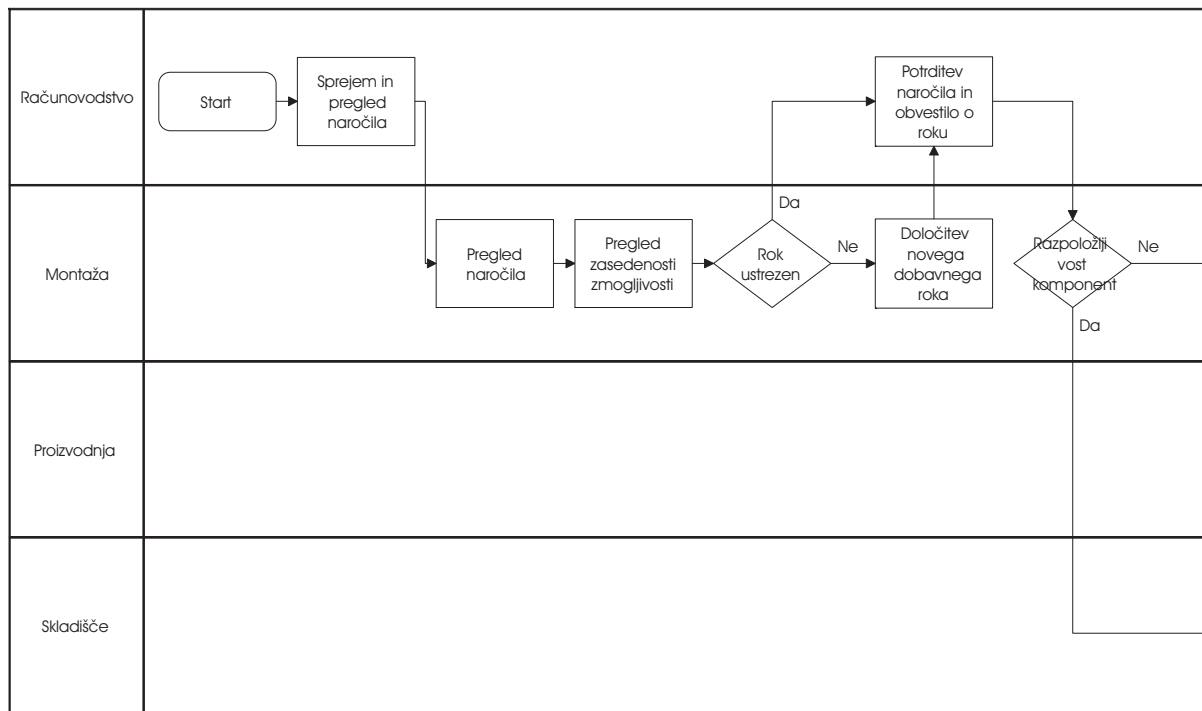 Računovodstvo
Start
Sprejem in
pregled
naročila
Potrditev
naročila in
obvestilo o
roku
Montaža
Pregled
naročila
Pregled
zasedenosti
zmogljivosti
Rok
ustrezen
Da
Ne
Določitev
novega
dobavnega
roka
Razpoložlji
vost
komponent
Ne
Da
Proizvodnja
Skladišče